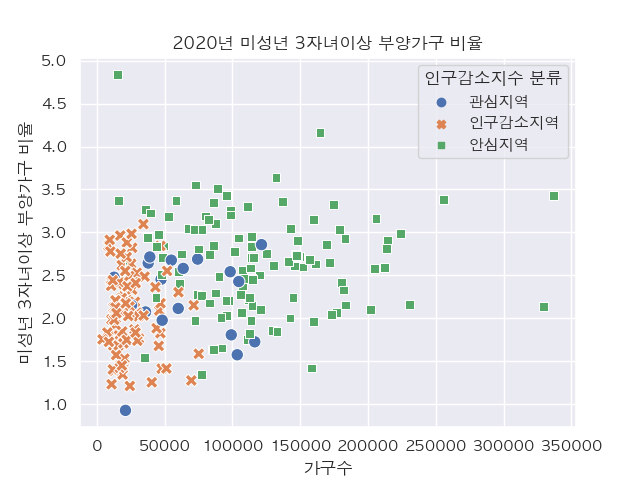 2020년 미성년 3자녀이상 부양가구 비율
미성년 3자녀이상 부양가구 비율
5.0
4.5
4.0
3.5
3.0
2.5
2.0
1.5
1.0
인구감소지수 분류
관심지역
인구감소지역
안심지역
0 50000 100000 150000 200000 250000 300000 350000
가구수